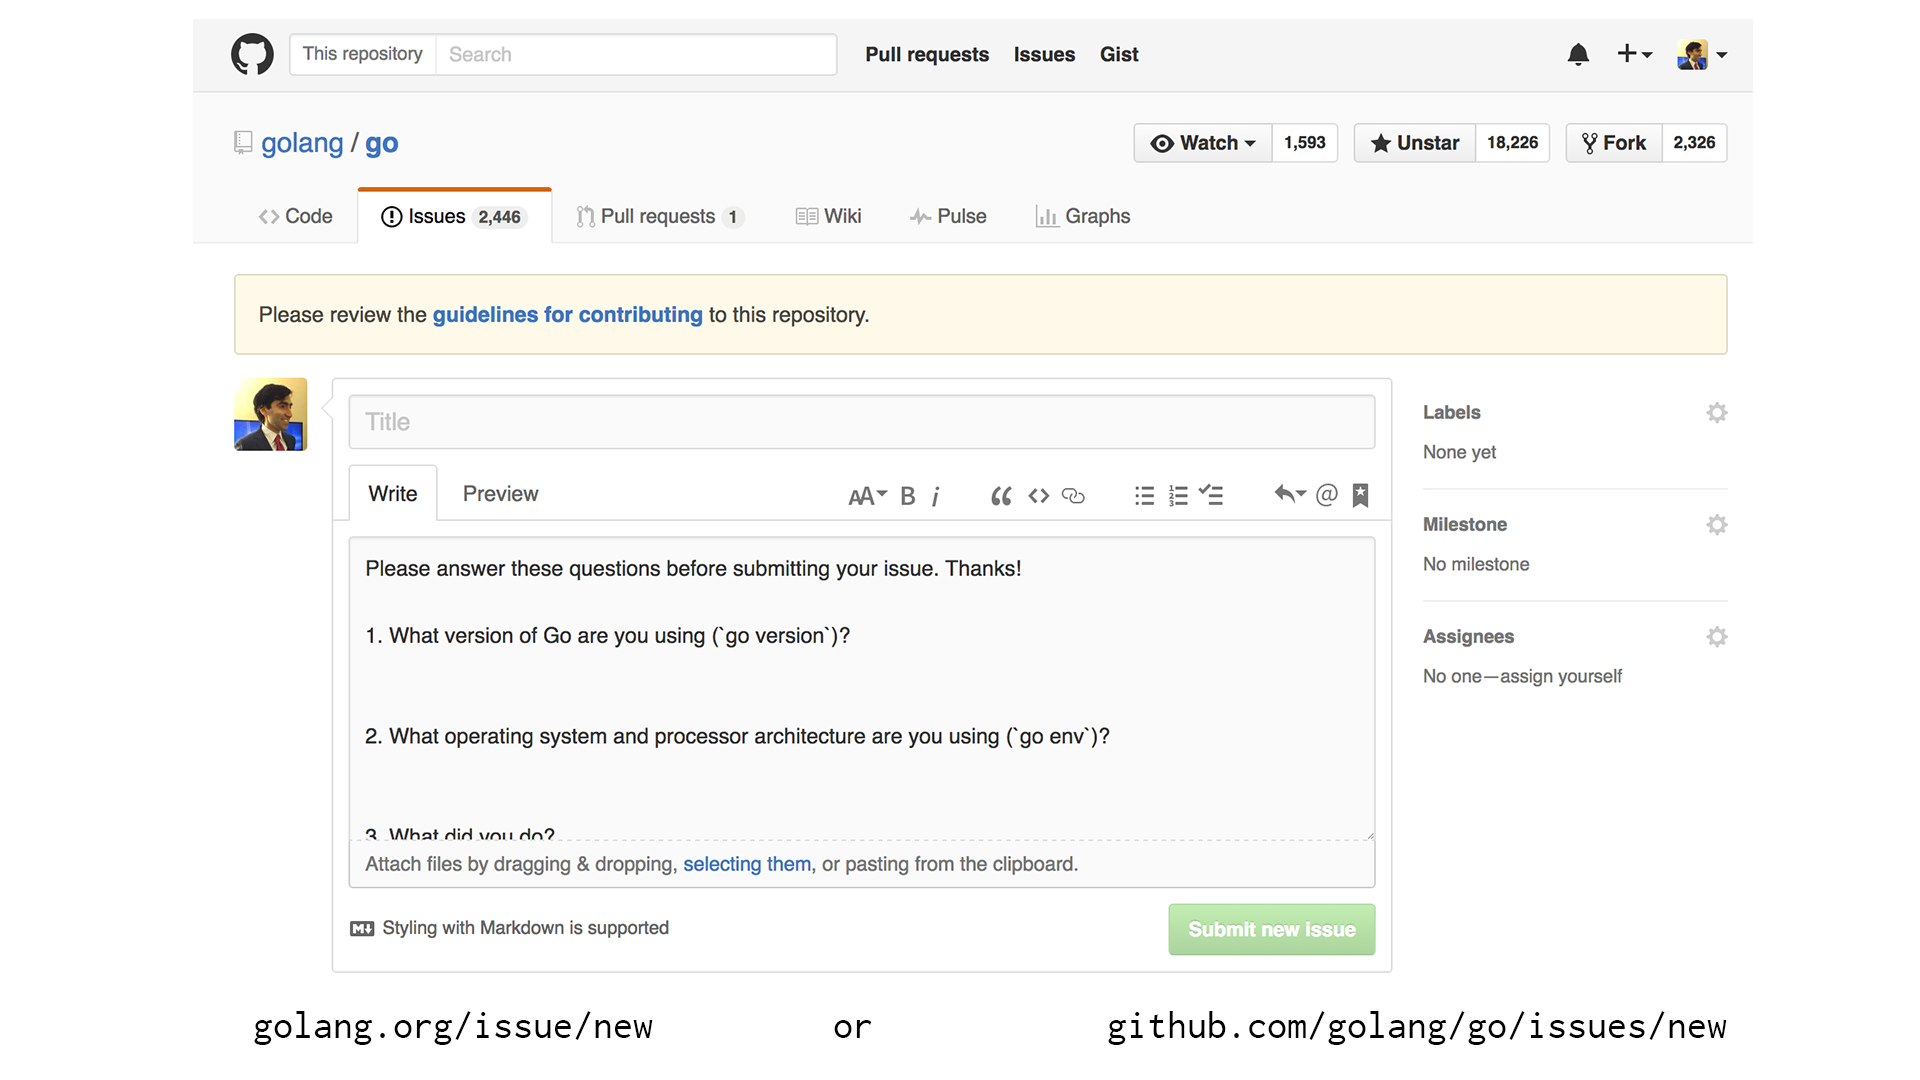 This repository Search Pull requests Issues Gist
golang / go Watch 1,593 Unstar 18,226 Fork 2,326
Code Issues 2,446 Pull requests 1 Wiki Pulse Graphs
Please review the guidelines for contributing to this repository.
Title
Write Preview AA B i
Please answer these questions before submitting your issue. Thanks!
1. What version of Go are you using (`go version`)?
2. What operating system and processor architecture are you using (`go env`)?
3. What did you do?
Attach files by dragging & dropping, selecting them, or pasting from the clipboard.
Styling with Markdown is supported
Submit new issue
Labels
None yet
Milestone
No milestone
Assignees
No one—assign yourself
golang.org/issue/new or github.com/golang/go/issues/new